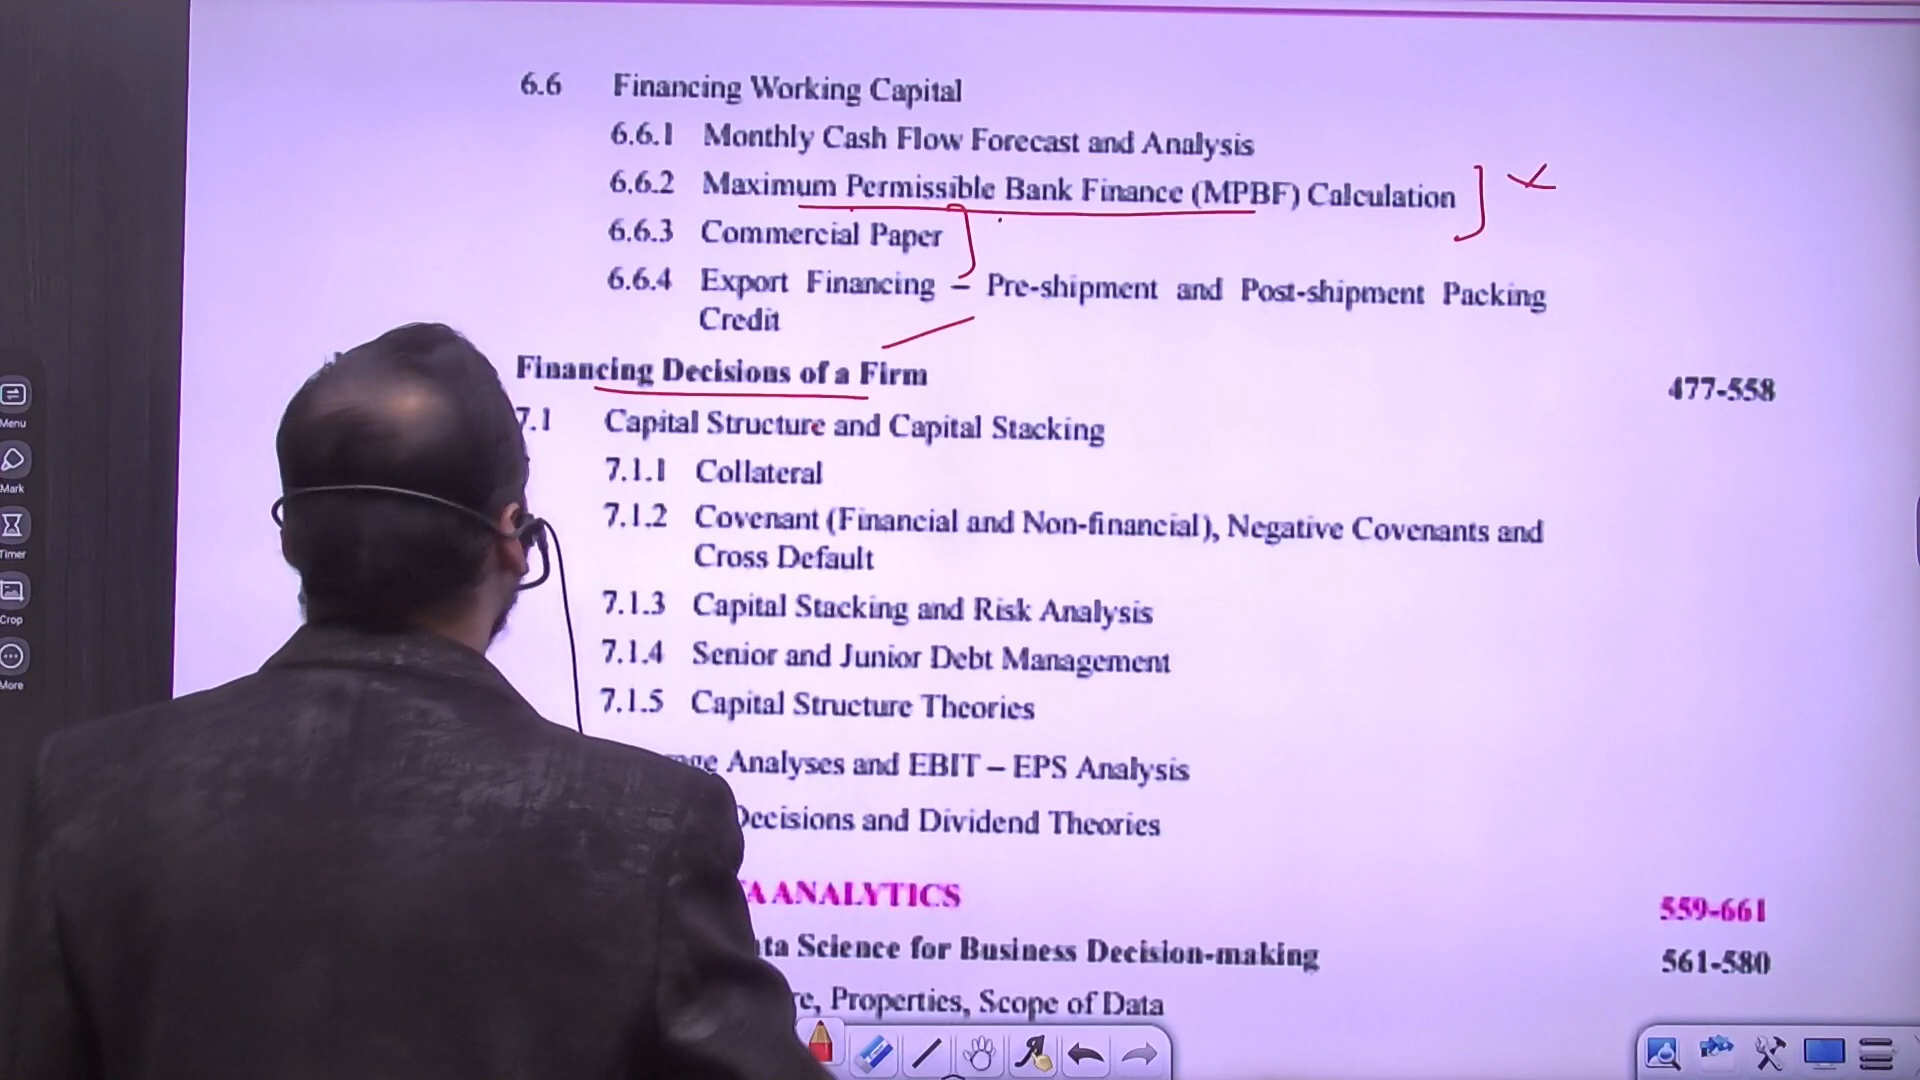 6.6 Financing Working Capital
6.6.1 Monthly Cash Flow Forecast and Analysis
6.6.2 Maximum Permissible Bank Finance (MPBF) Calculation
6.6.3 Commercial Paper
6.6.4 Export Financing – Pre-shipment and Post-shipment Packing
Credit
Financing Decisions of a Firm 477-558
7.1 Capital Structure and Capital Stacking
7.1.1 Collateral
7.1.2 Covenant (Financial and Non-financial), Negative Covenants and
Cross Default
7.1.3 Capital Stacking and Risk Analysis
7.1.4 Senior and Junior Debt Management
7.1.5 Capital Structure Theories
Analyses and EBIT – EPS Analysis
Decisions and Dividend Theories
ANALYTICS 559-661
Science for Business Decision-making 561-580
Properties, Scope of Data
Menu
Mark
Timer
Crop
More